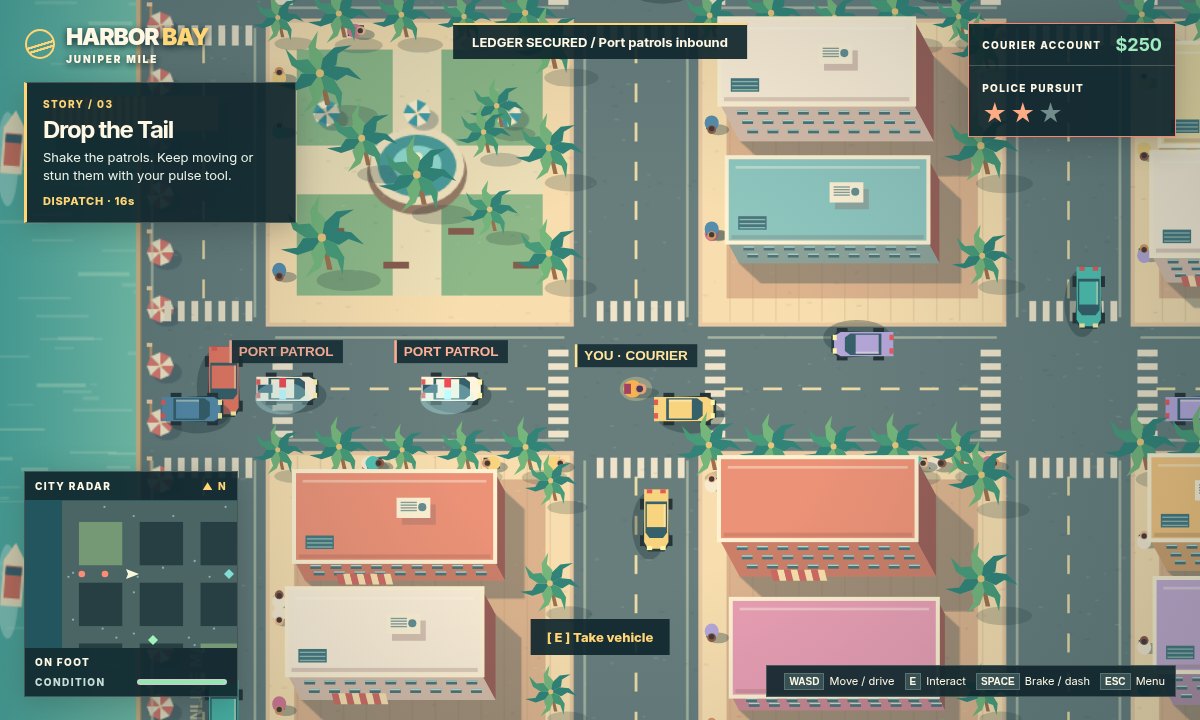 HARBOR BAY
JUNIPER MILE
LEDGER SECURED / Port patrols inbound
COURIER ACCOUNT $250
POLICE PURSUIT
STORY / 03
Drop the Tail
Shake the patrols. Keep moving or
stun them with your pulse tool.
DISPATCH · 16s
PORT PATROL
PORT PATROL
YOU · COURIER
CITY RADAR
N
ON FOOT
CONDITION
[ E ] Take vehicle
WASD Move / drive E Interact SPACE Brake / dash ESC Menu